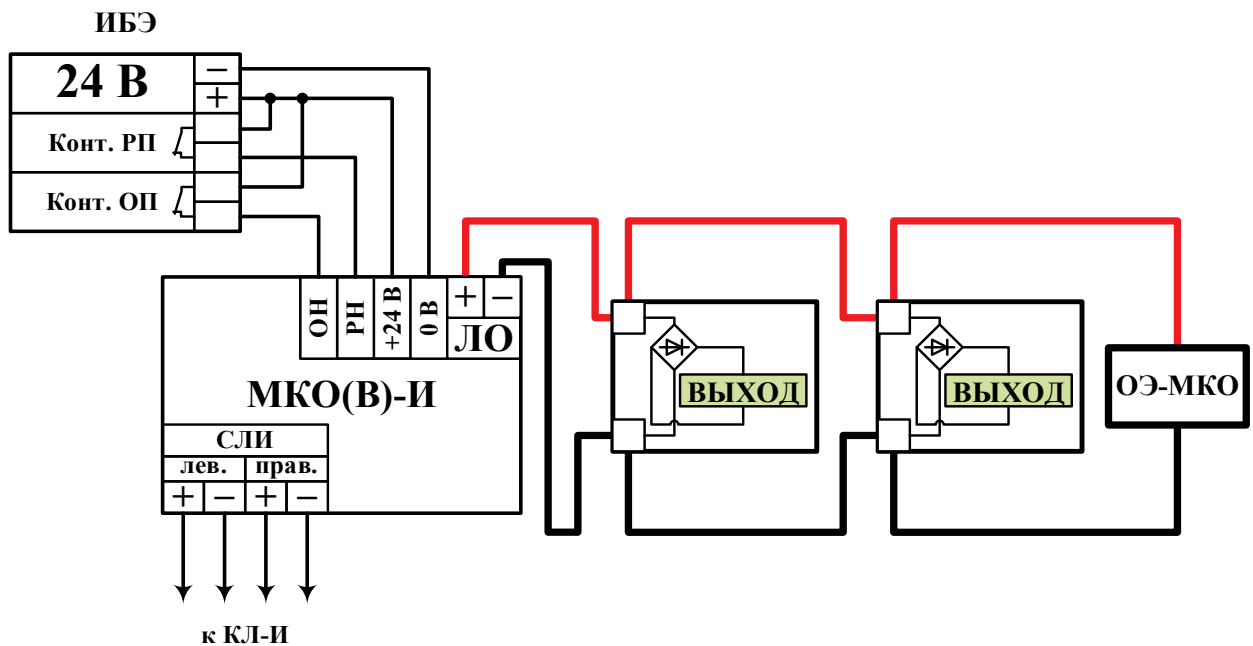 ИБЭ
24 В
−
+
Конт. РП
Конт. ОП
ОН
РН
+24 В
0 В
+ −
ЛО
МКО(В)-И
СЛИ
лев. прав.
+ − + −
к КЛ-И
ВЫХОД
ВЫХОД
ОЭ-МКО